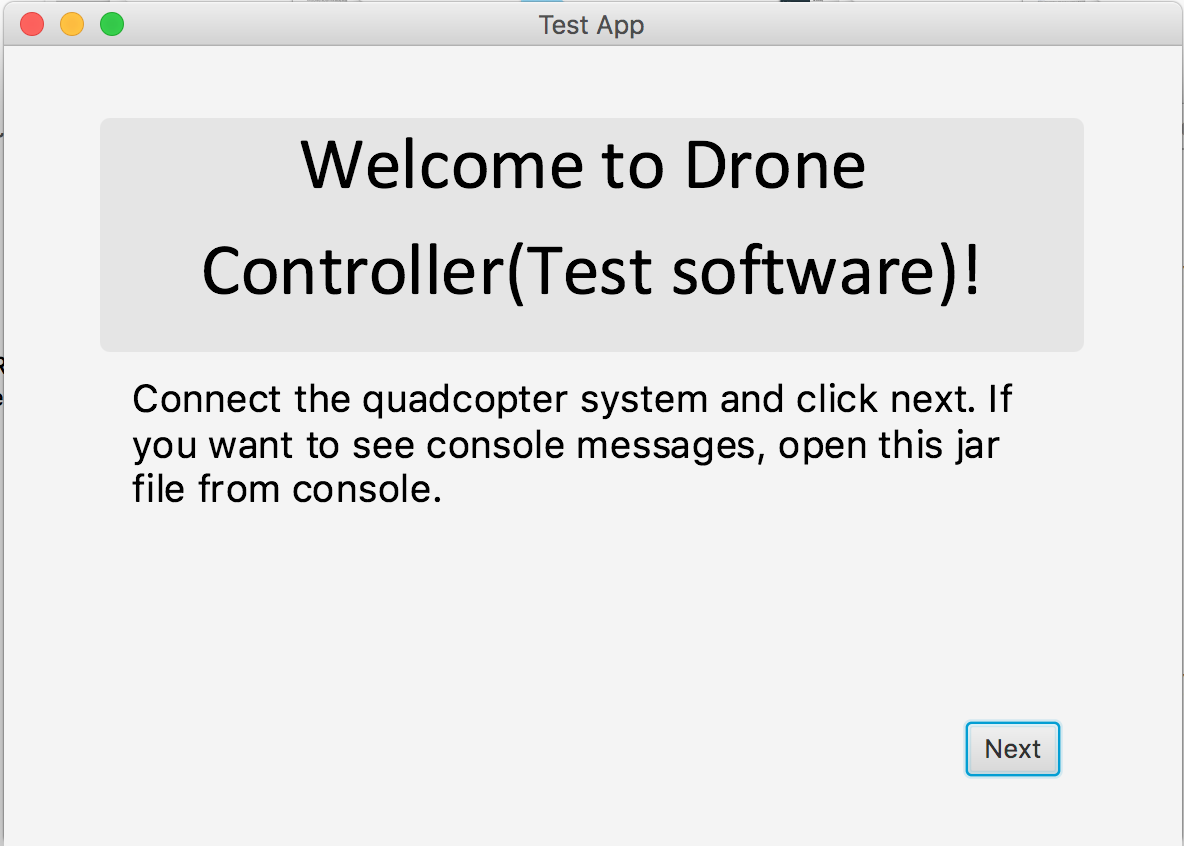 Test App
Welcome to Drone
Controller(Test software)!
Connect the quadcopter system and click next. If
you want to see console messages, open this jar
file from console.
Next